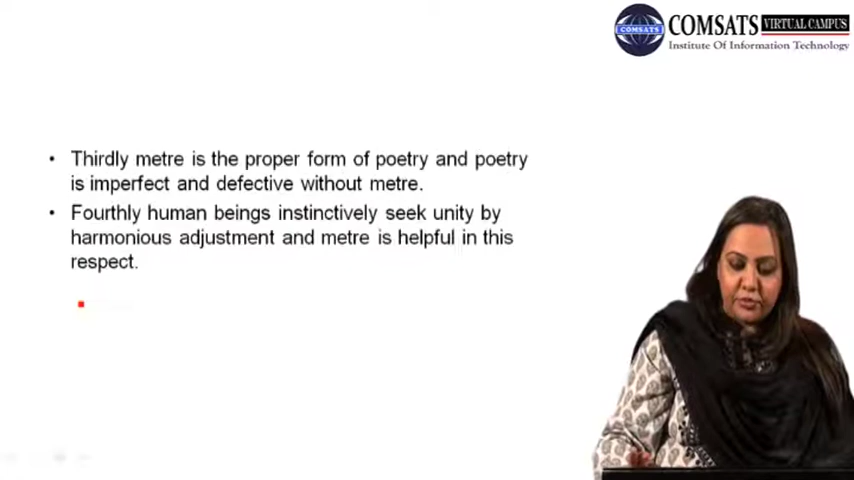 COMSATS VIRTUAL CAMPUS
COMSATS
Institute Of Information Technology
• Thirdly metre is the proper form of poetry and poetry
is imperfect and defective without metre.
• Fourthly human beings instinctively seek unity by
harmonious adjustment and metre is helpful in this
respect.